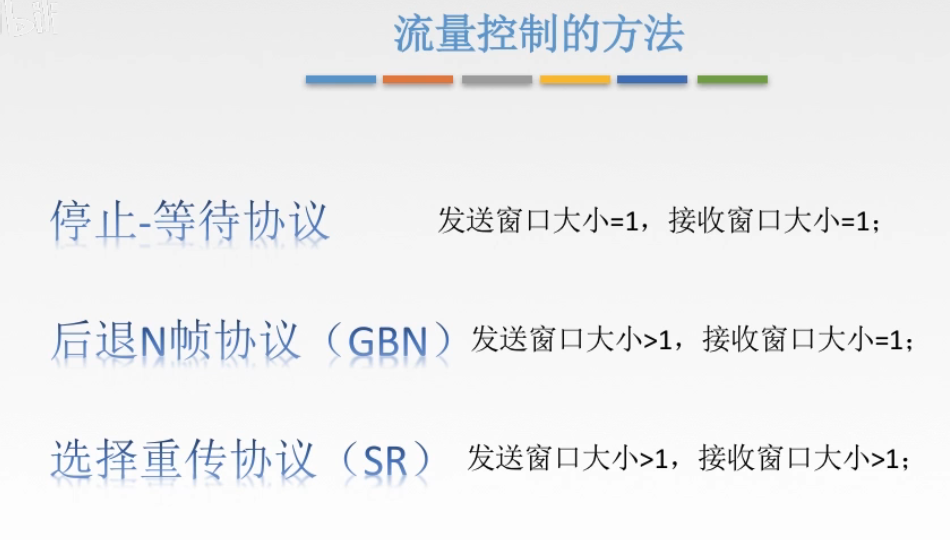 流量控制的方法
停止-等待协议 发送窗口大小=1，接收窗口大小=1；
后退N帧协议（GBN）发送窗口大小>1，接收窗口大小=1；
选择重传协议（SR） 发送窗口大小>1，接收窗口大小>1；